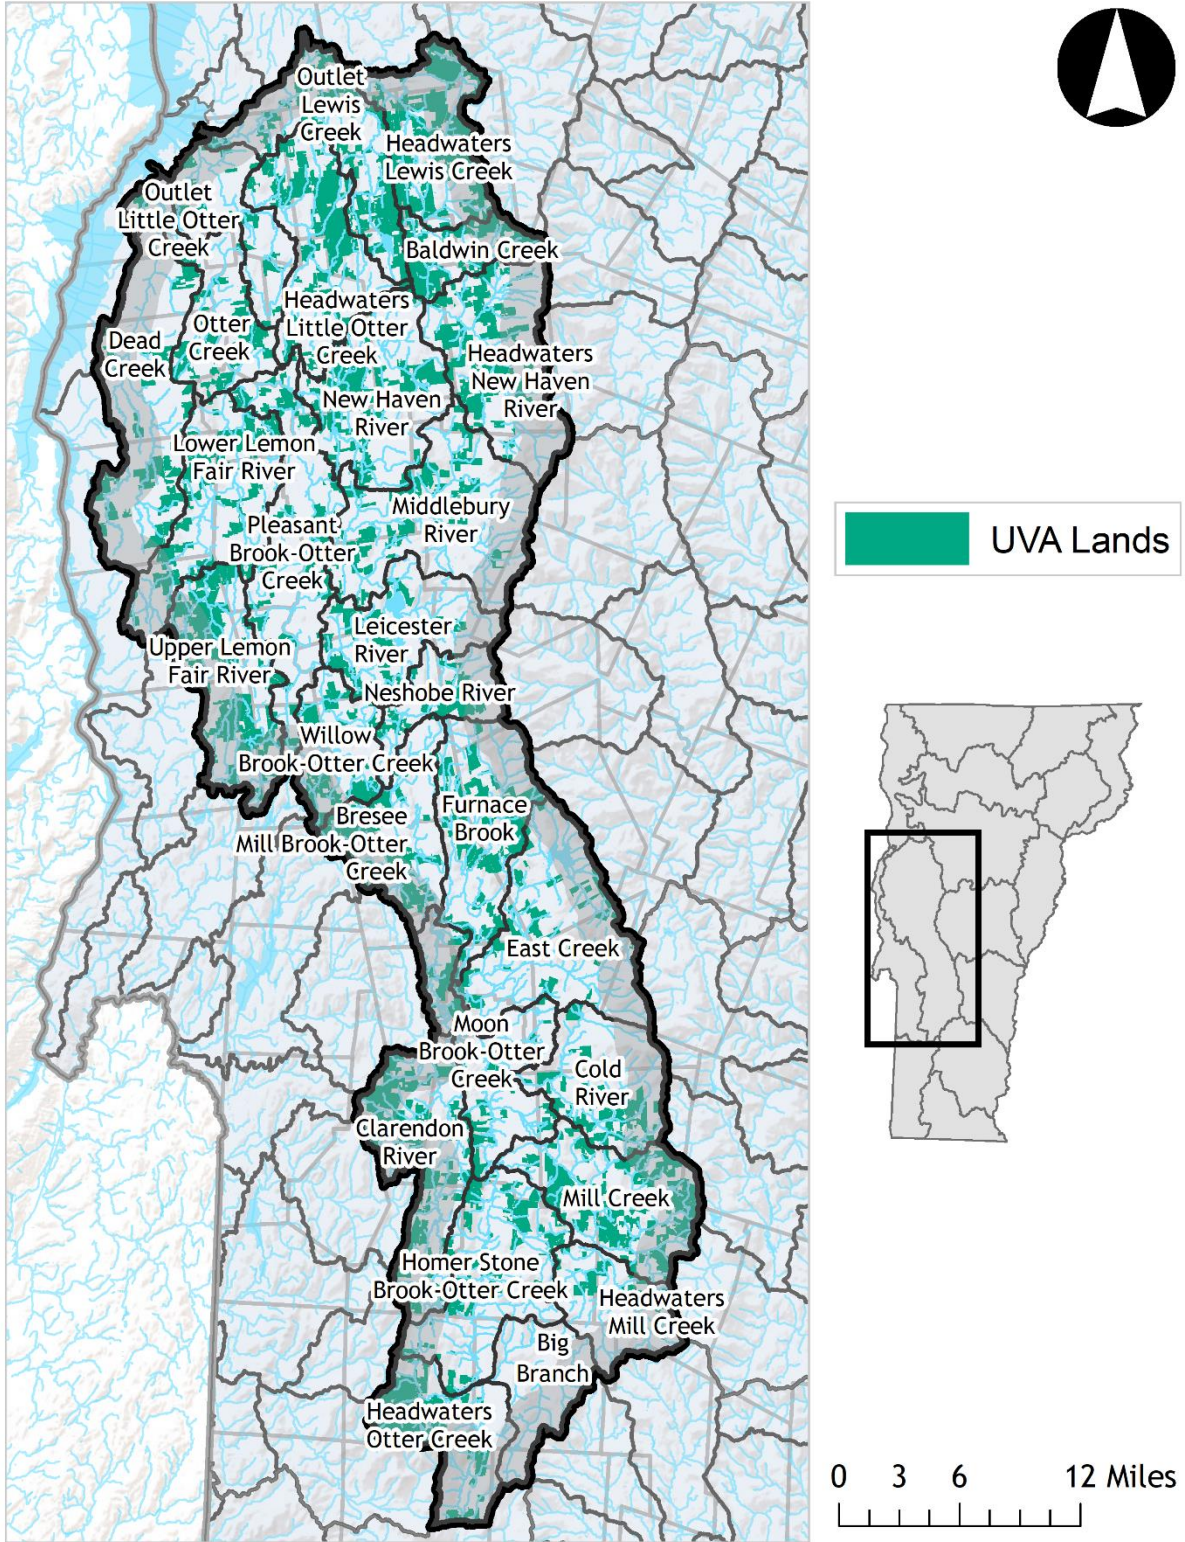 Outlet
Lewis
Creek
Headwaters
Lewis Creek
Outlet
Little Otter
Creek
Baldwin Creek
Headwaters
Little Otter
Creek
Otter
Creek
Dead
Creek
Headwaters
New Haven
River
New Haven
River
Lower Lemon
Fair River
Middlebury
River
Pleasant
Brook-Otter
Creek
Leicester
River
Upper Lemon
Fair River
Neshobe River
Willow
Brook-Otter Creek
Furnace
Brook
Bresee
Mill Brook-Otter
Creek
East Creek
Moon
Brook-Otter
Creek
Cold
River
Clarendon
River
Mill Creek
Homer Stone
Brook-Otter Creek
Headwaters
Mill Creek
Big
Branch
Headwaters
Otter Creek
UVA Lands
0 3 6 12 Miles